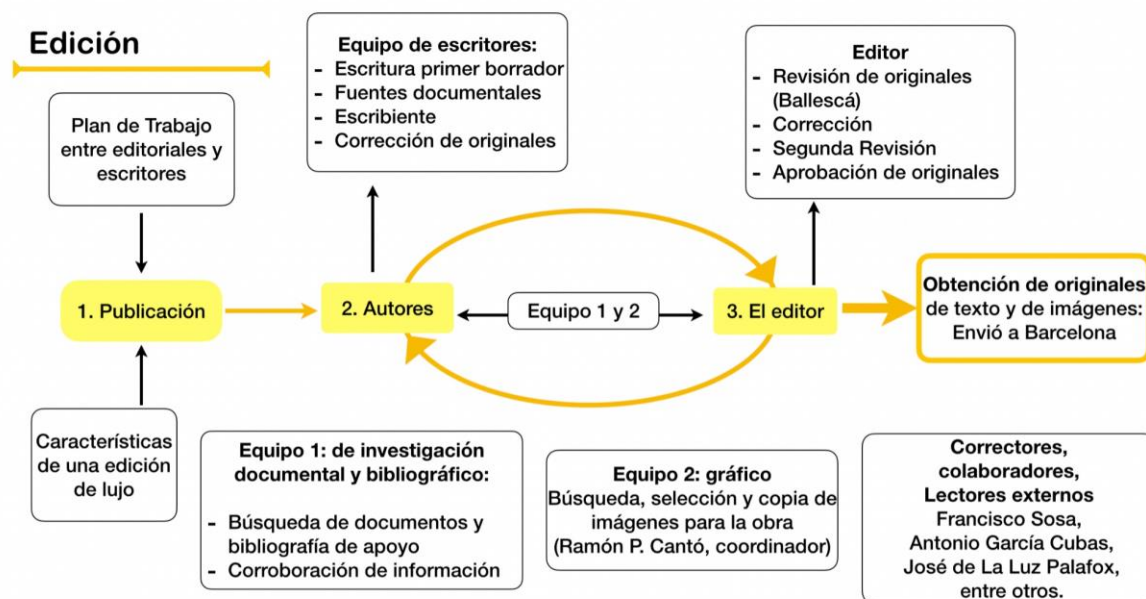 Edición
Plan de Trabajo
entre editoriales y
escritores
1. Publicación
Características
de una edición
de lujo
Equipo de escritores:
- Escritura primer borrador
- Fuentes documentales
- Escribiente
- Corrección de originales
2. Autores
Equipo 1 y 2
Editor
- Revisión de originales
(Ballescá)
- Corrección
- Segunda Revisión
- Aprobación de originales
3. El editor
Obtención de originales
de texto y de imágenes:
Envió a Barcelona
Equipo 1: de investigación
documental y bibliográfico:
- Búsqueda de documentos y
bibliografía de apoyo
- Corroboración de información
Equipo 2: gráfico
Búsqueda, selección y copia de
imágenes para la obra
(Ramón P. Cantó, coordinador)
Correctores,
colaboradores,
Lectores externos
Francisco Sosa,
Antonio García Cubas,
José de La Luz Palafox,
entre otros.